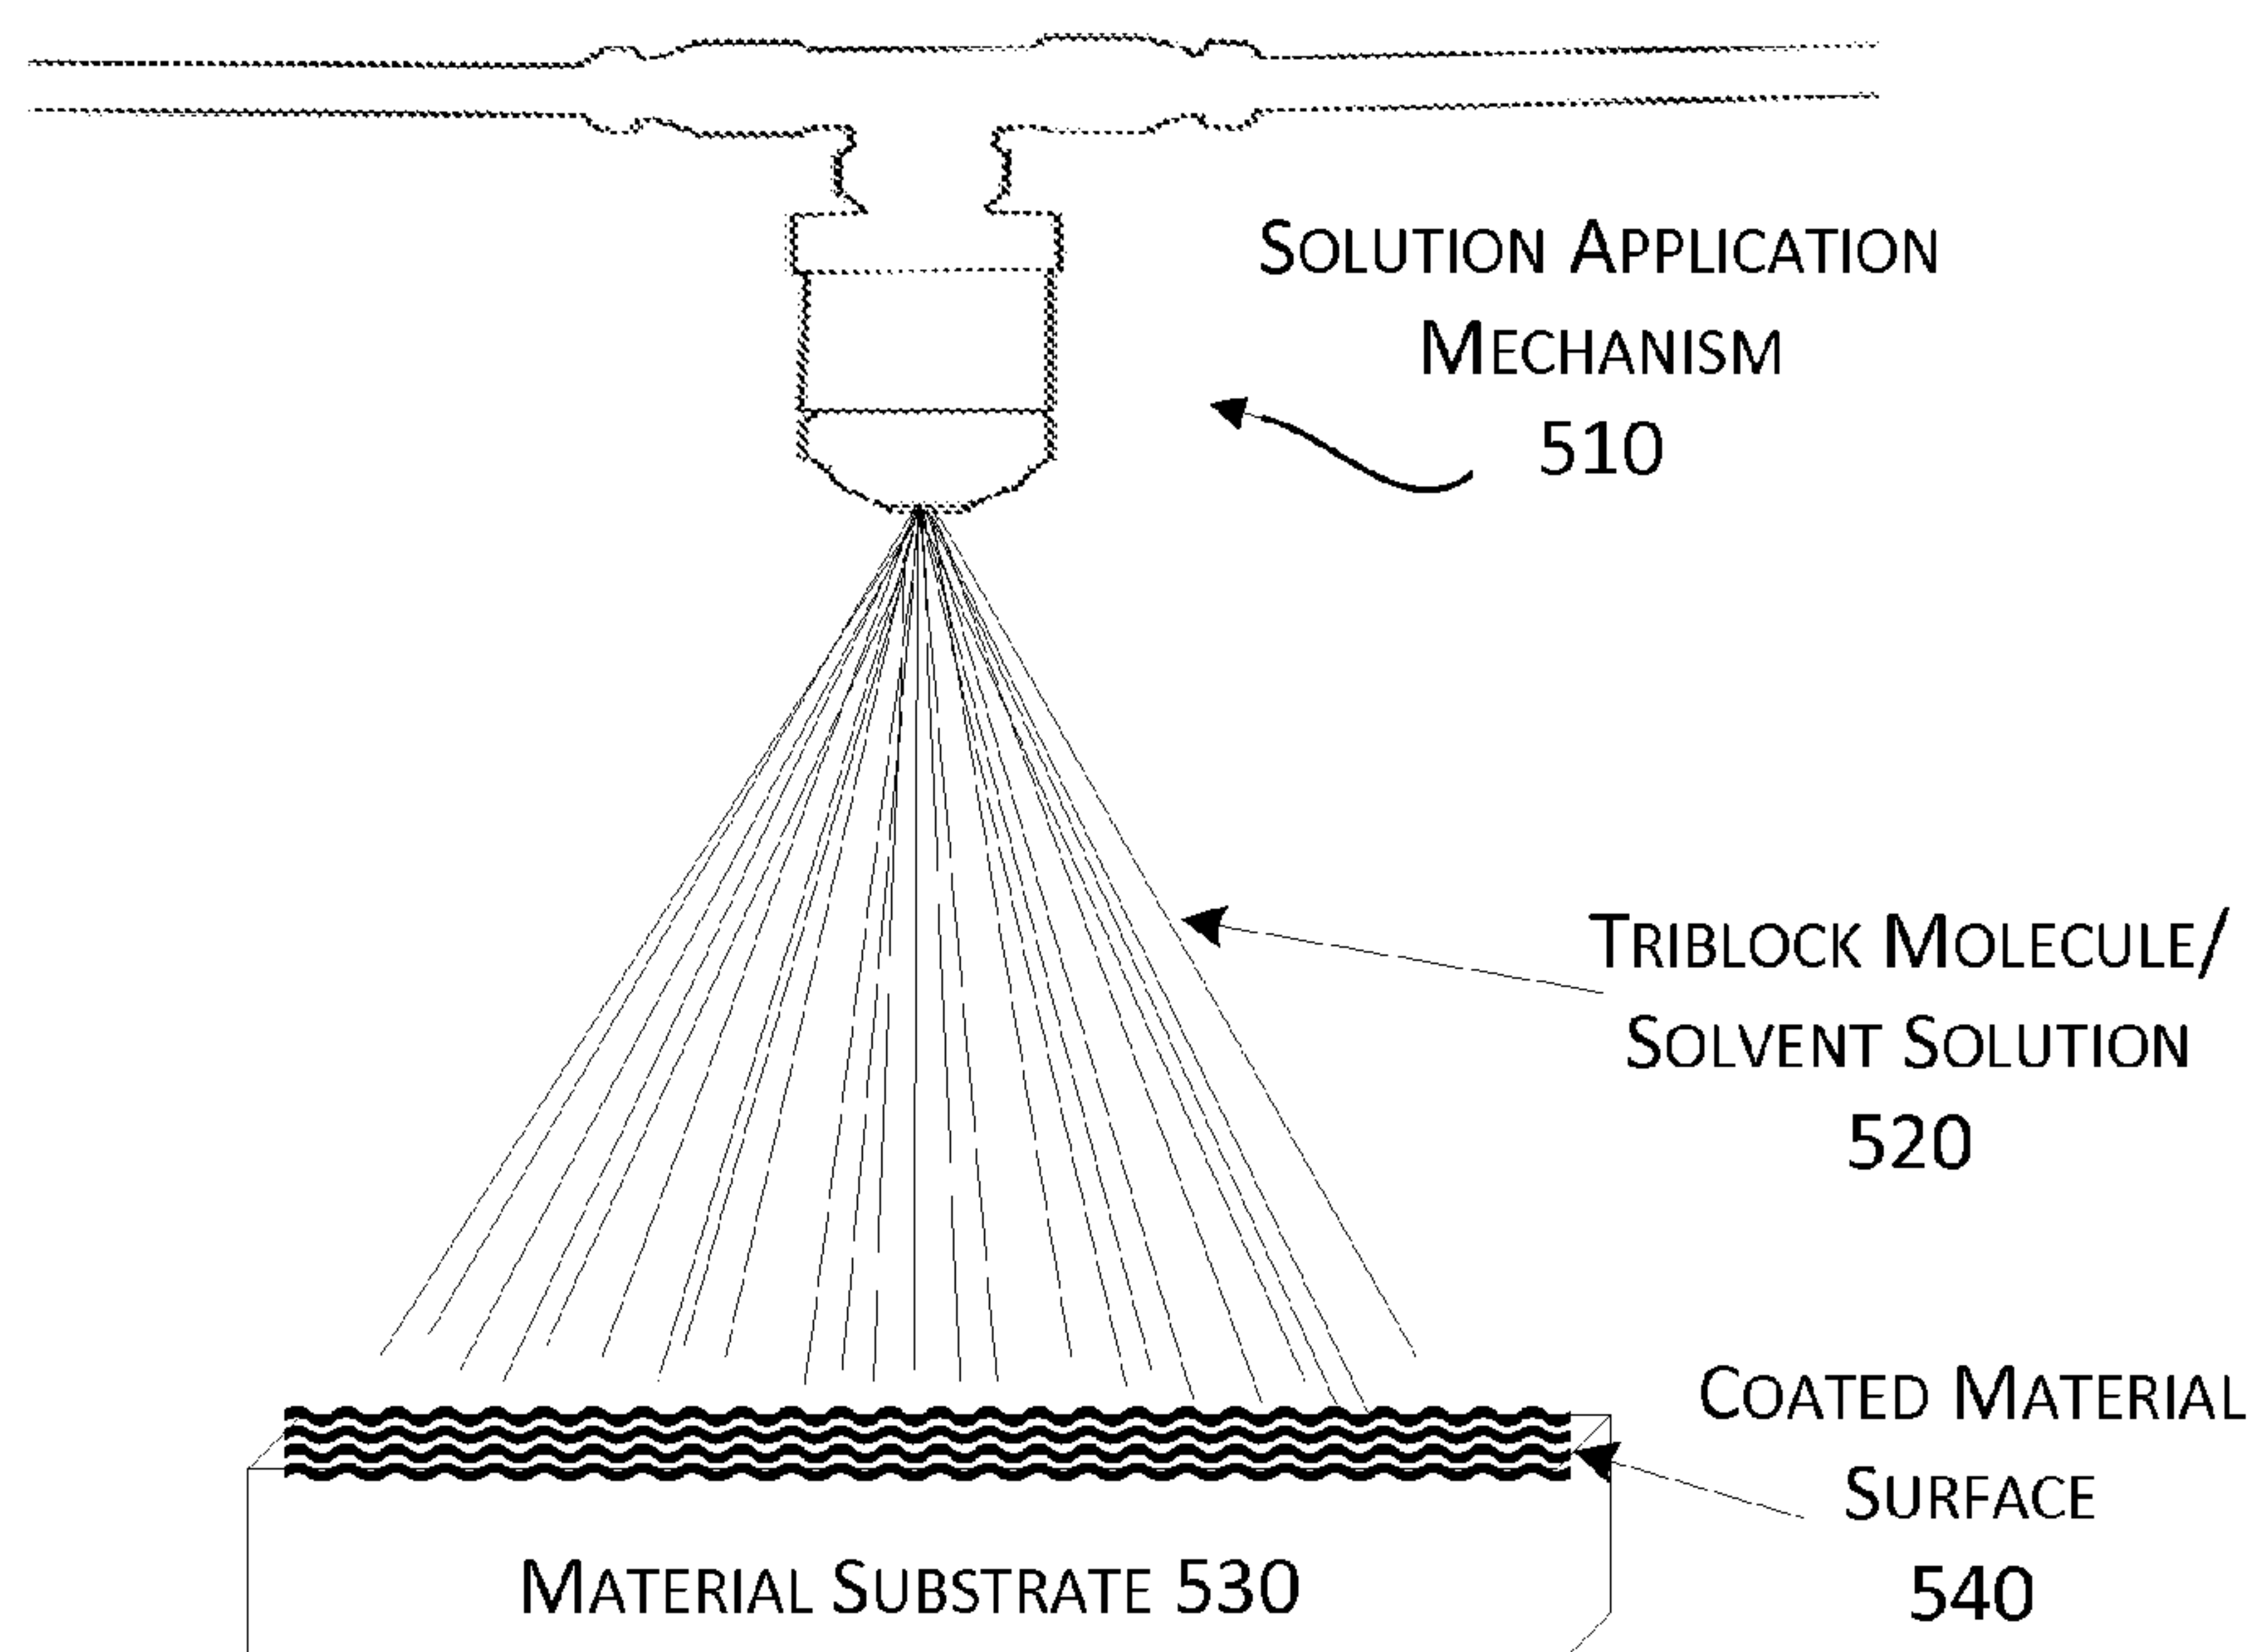 SOLUTION APPLICATION
MECHANISM
510
TRIBLOCK MOLECULE/
SOLVENT SOLUTION
520
COATED MATERIAL
SURFACE
540
MATERIAL SUBSTRATE 530